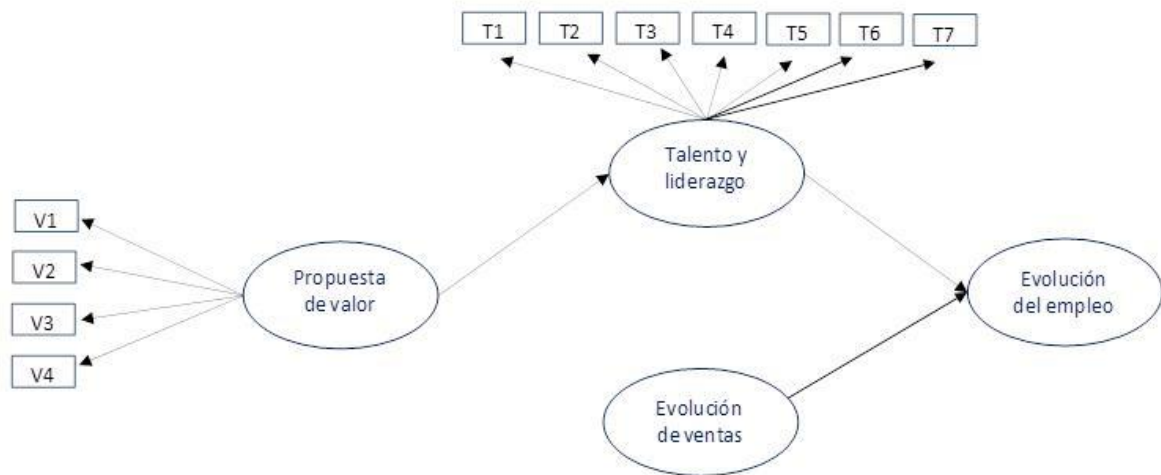 T1
T2
T3
T4
T5
T6
T7
Talento y
liderazgo
V1
V2
V3
V4
Propuesta
de valor
Evolución
del empleo
Evolución
de ventas